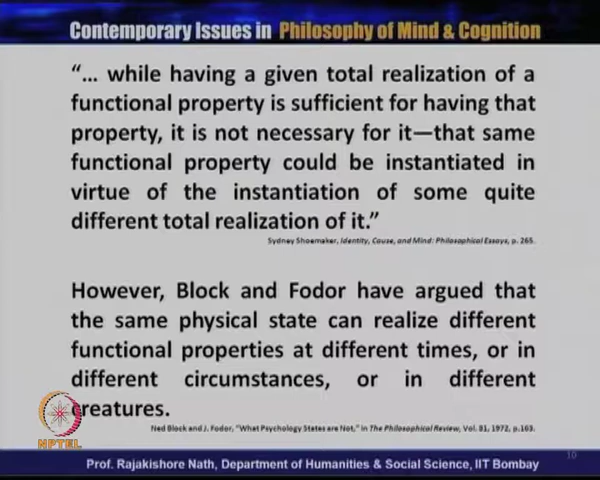 Contemporary Issues in Philosophy of Mind & Cognition
“… while having a given total realization of a
functional property is sufficient for having that
property, it is not necessary for it—that same
functional property could be instantiated in
virtue of the instantiation of some quite
different total realization of it.”
Sydney Shoemaker, Identity, Cause, and Mind: Philosophical Essays, p. 265.
However, Block and Fodor have argued that
the same physical state can realize different
functional properties at different times, or in
different circumstances, or in different
creatures.
Ned Block and J. Fodor, "What Psychology States are Not," in The Philosophical Review, Vol. 81, 1972, p.163.
NPTEL
10
Prof. Rajakishore Nath, Department of Humanities & Social Science, IIT Bombay